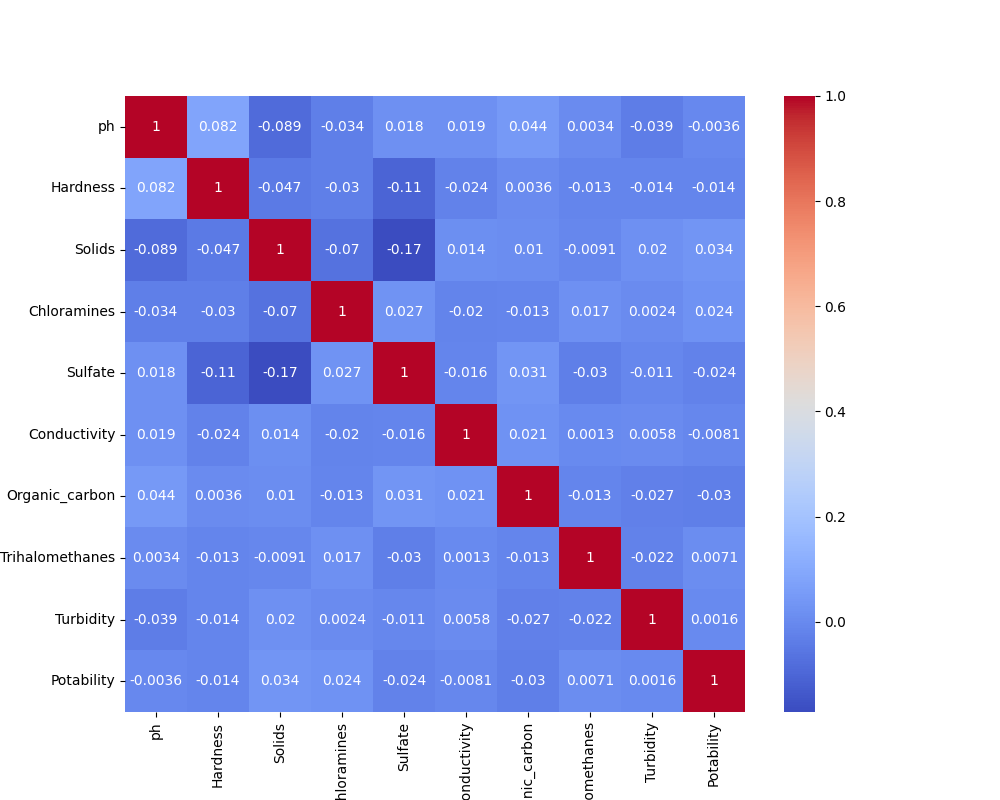 ph 1 0.082 -0.089 -0.034 0.018 0.019 0.044 0.0034 -0.039 -0.0036
Hardness 0.082 1 -0.047 -0.03 -0.11 -0.024 0.0036 -0.013 -0.014 -0.014
Solids -0.089 -0.047 1 -0.07 -0.17 0.014 0.01 -0.0091 0.02 0.034
Chloramines -0.034 -0.03 -0.07 1 0.027 -0.02 -0.013 0.017 0.0024 0.024
Sulfate 0.018 -0.11 -0.17 0.027 1 -0.016 0.031 -0.03 -0.011 -0.024
Conductivity 0.019 -0.024 0.014 -0.02 -0.016 1 0.021 0.0013 0.0058 -0.0081
Organic_carbon 0.044 0.0036 0.01 -0.013 0.031 0.021 1 -0.013 -0.027 -0.03
Trihalomethanes 0.0034 -0.013 -0.0091 0.017 -0.03 0.0013 -0.013 1 -0.022 0.0071
Turbidity -0.039 -0.014 0.02 0.0024 -0.011 0.0058 -0.027 -0.022 1 0.0016
Potability -0.0036 -0.014 0.034 0.024 -0.024 -0.0081 -0.03 0.0071 0.0016 1
ph
Hardness
Solids
hloramines
Sulfate
onductivity
nic_carbon
omethanes
Turbidity
Potability
1.0
0.8
0.6
0.4
0.2
0.0